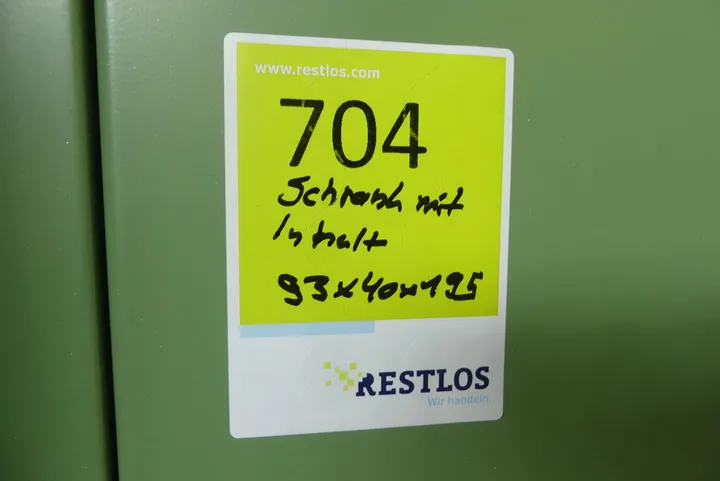 www.restlos.com
704
Schrank mit
Inhalt
93x40x195
RESTLOS
Wir handeln